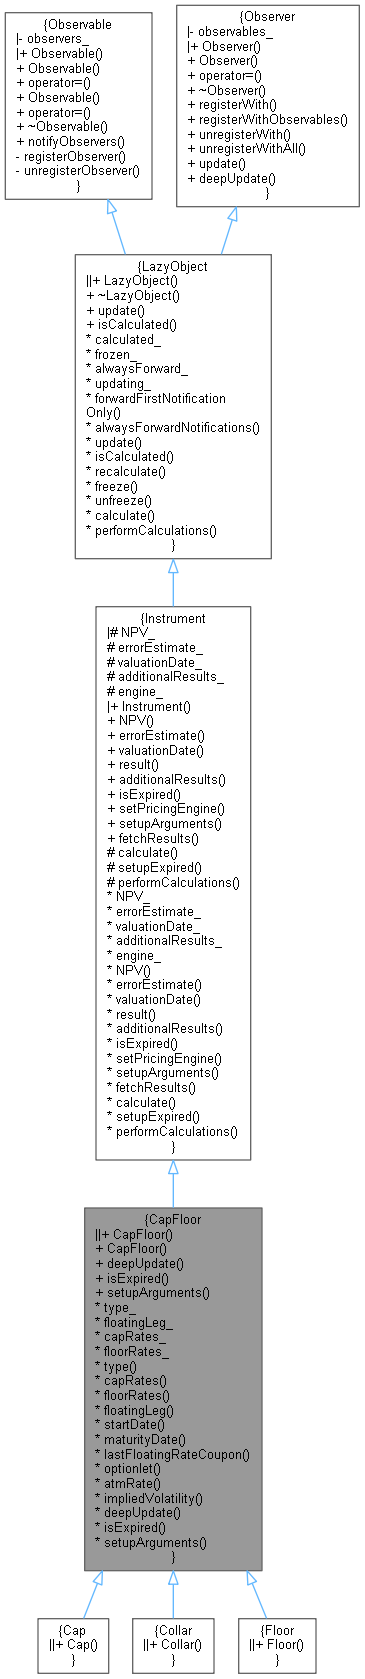 {Observable
|- observers_
|+ Observable()
+ Observable()
+ operator=()
+ Observable()
+ operator=()
+ ~Observable()
+ notifyObservers()
- registerObserver()
- unregisterObserver()
}
{Observer
|- observables_
|+ Observer()
+ Observer()
+ operator=()
+ ~Observer()
+ registerWith()
+ registerWithObservables()
+ unregisterWith()
+ unregisterWithAll()
+ update()
+ deepUpdate()
}
{LazyObject
||+ LazyObject()
+ ~LazyObject()
+ update()
+ isCalculated()
* calculated_
* frozen_
* alwaysForward_
* updating_
* forwardFirstNotification
Only()
* alwaysForwardNotifications()
* update()
* isCalculated()
* recalculate()
* freeze()
* unfreeze()
* calculate()
* performCalculations()
}
{Instrument
|# NPV_
# errorEstimate_
# valuationDate_
# additionalResults_
# engine_
|+ Instrument()
+ NPV()
+ errorEstimate()
+ valuationDate()
+ result()
+ additionalResults()
+ isExpired()
+ setPricingEngine()
+ setupArguments()
+ fetchResults()
# calculate()
# setupExpired()
# performCalculations()
* NPV_
* errorEstimate_
* valuationDate_
* additionalResults_
* engine_
* NPV()
* errorEstimate()
* valuationDate()
* result()
* additionalResults()
* isExpired()
* setPricingEngine()
* setupArguments()
* fetchResults()
* calculate()
* setupExpired()
* performCalculations()
}
{CapFloor
||+ CapFloor()
+ CapFloor()
+ deepUpdate()
+ isExpired()
+ setupArguments()
* type_
* floatingLeg_
* capRates_
* floorRates_
* type()
* capRates()
* floorRates()
* floatingLeg()
* startDate()
* maturityDate()
* lastFloatingRateCoupon()
* optionlet()
* atmRate()
* impliedVolatility()
* deepUpdate()
* isExpired()
* setupArguments()
}
{Cap
||+ Cap()
}
{Collar
||+ Collar()
}
{Floor
||+ Floor()
}